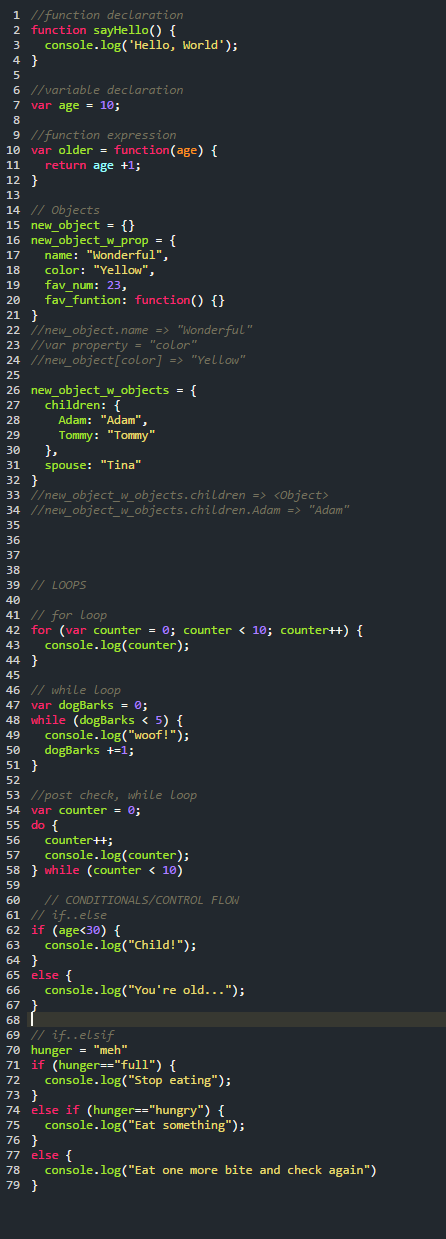 1 //function declaration
2 function sayHello() {
3   console.log('Hello, World');
4 }
5
6 //variable declaration
7 var age = 10;
8
9 //function expression
10 var older = function(age) {
11   return age +1;
12 }
13
14 // Objects
15 new_object = {}
16 new_object_w_prop = {
17   name: "Wonderful",
18   color: "Yellow",
19   fav_num: 23,
20   fav_funtion: function() {}
21 }
22 //new_object.name => "Wonderful"
23 //var property = "color"
24 //new_object[color] => "Yellow"
25
26 new_object_w_objects = {
27   children: {
28     Adam: "Adam",
29     Tommy: "Tommy"
30   },
31   spouse: "Tina"
32 }
33 //new_object_w_objects.children => <Object>
34 //new_object_w_objects.children.Adam => "Adam"
35
36
37
38
39 // LOOPS
40
41 // for loop
42 for (var counter = 0; counter < 10; counter++) {
43   console.log(counter);
44 }
45
46 // while loop
47 var dogBarks = 0;
48 while (dogBarks < 5) {
49   console.log("woof!");
50   dogBarks +=1;
51 }
52
53 //post check, while loop
54 var counter = 0;
55 do {
56   counter++;
57   console.log(counter);
58 } while (counter < 10)
59
60   // CONDITIONALS/CONTROL FLOW
61 // if..else
62 if (age<30) {
63   console.log("Child!");
64 }
65 else {
66   console.log("You're old...");
67 }
68
69 // if..elsif
70 hunger = "meh"
71 if (hunger=="full") {
72   console.log("Stop eating");
73 }
74 else if (hunger=="hungry") {
75   console.log("Eat something");
76 }
77 else {
78   console.log("Eat one more bite and check again")
79 }